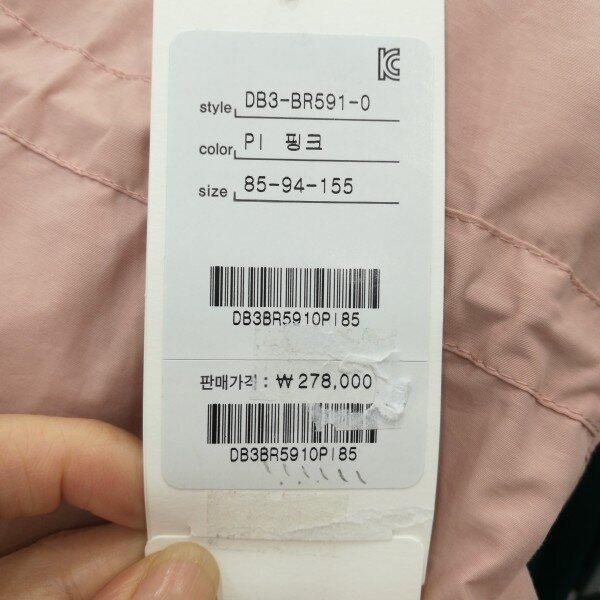 KC
style DB3-BR591-0
color PI 핑크
size 85-94-155
DB3BR5910PI85
판매가격 : ₩ 278,000
DB3BR5910PI85